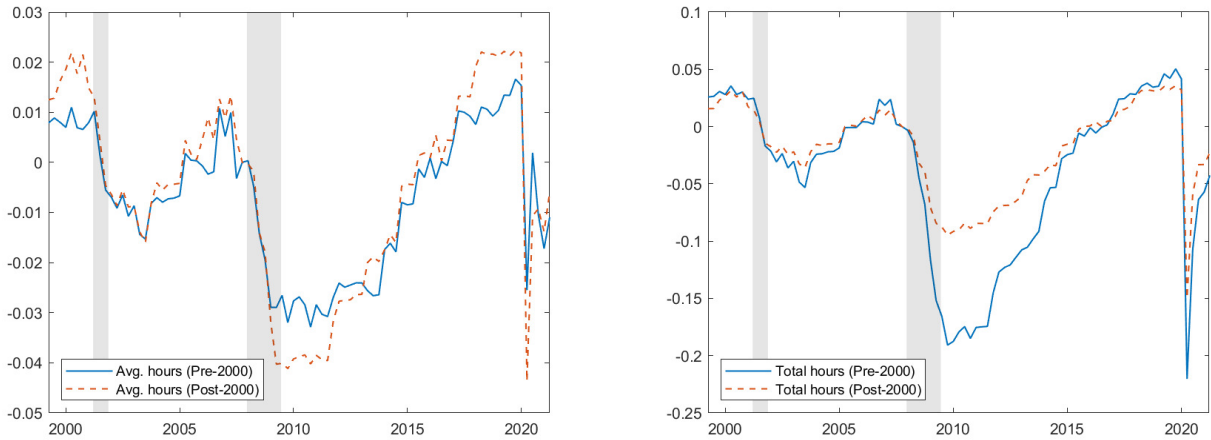 0.03
0.02
0.01
0
-0.01
-0.02
-0.03
-0.04
-0.05
Avg. hours (Pre-2000)
Avg. hours (Post-2000)
2000 2005 2010 2015 2020
0.1
0.05
0
-0.05
-0.1
-0.15
-0.2
-0.25
Total hours (Pre-2000)
Total hours (Post-2000)
2000 2005 2010 2015 2020